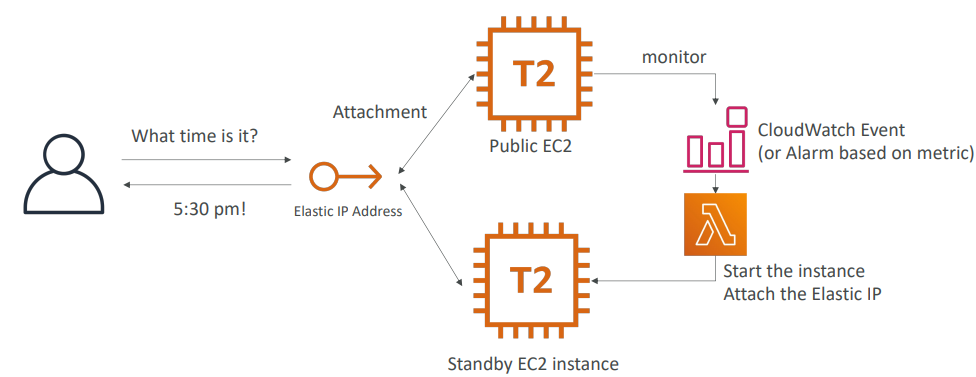 What time is it?
5:30 pm!
Elastic IP Address
Attachment
T2
Public EC2
monitor
CloudWatch Event
(or Alarm based on metric)
Start the instance
Attach the Elastic IP
T2
Standby EC2 instance